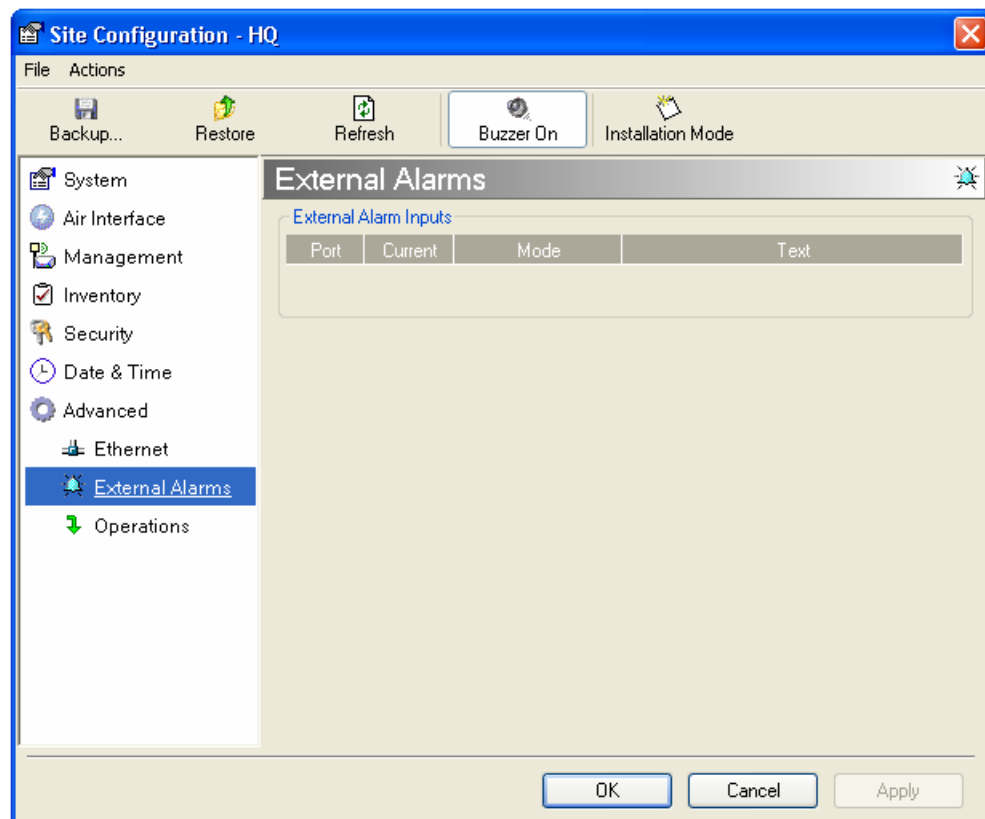 Site Configuration - HQ
File Actions
Backup... Restore Refresh Buzzer On Installation Mode
System
Air Interface
Management
Inventory
Security
Date & Time
Advanced
Ethernet
External Alarms
Operations
External Alarms
External Alarm Inputs
Port Current Mode Text
OK Cancel Apply